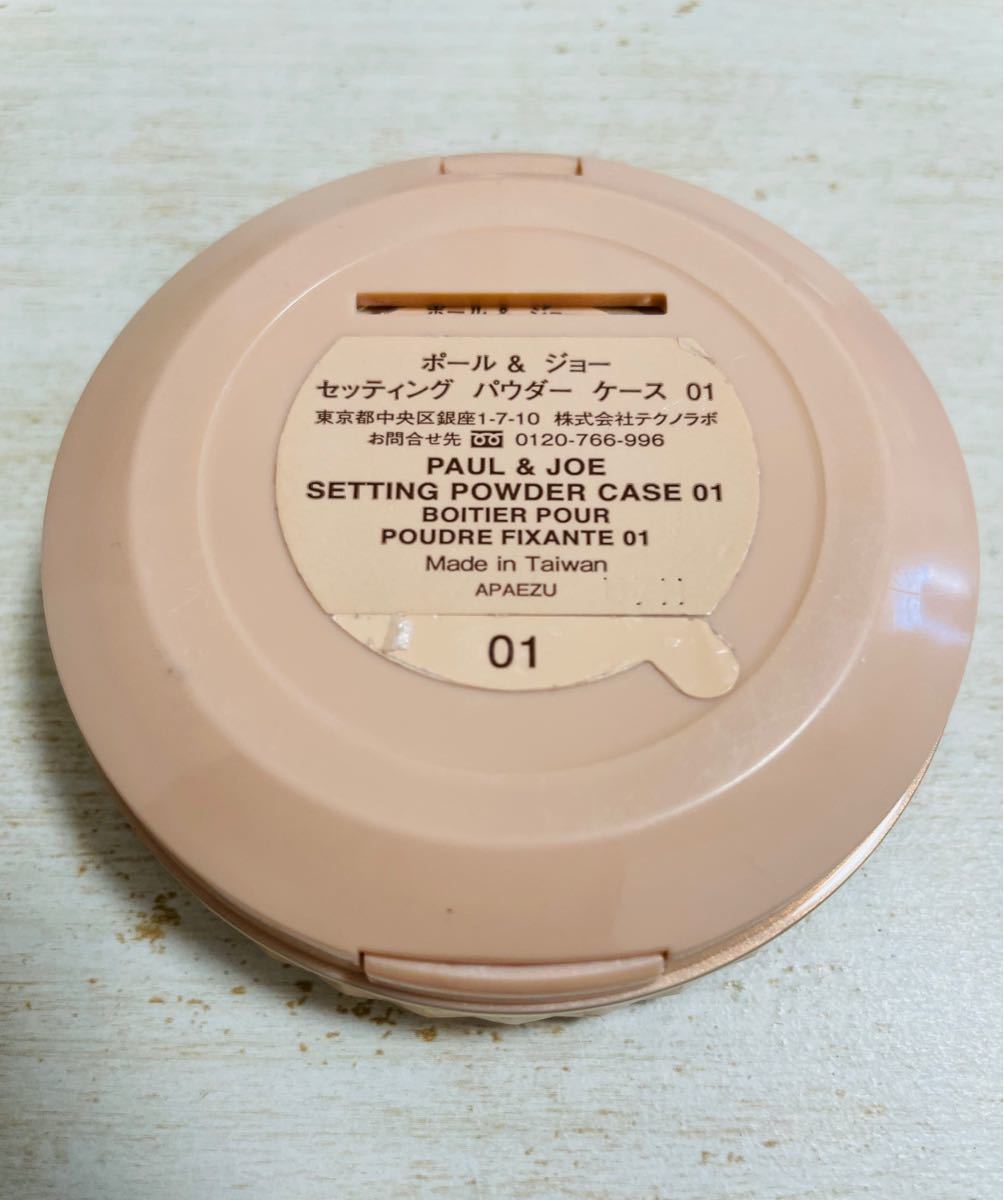 ポール & ジョー
セッティング パウダー ケース 01
東京都中央区銀座1-7-10 株式会社テクノラボ
お問合せ先 0120-766-996
PAUL & JOE
SETTING POWDER CASE 01
BOITIER POUR
POUDRE FIXANTE 01
Made in Taiwan
APAEZU
01